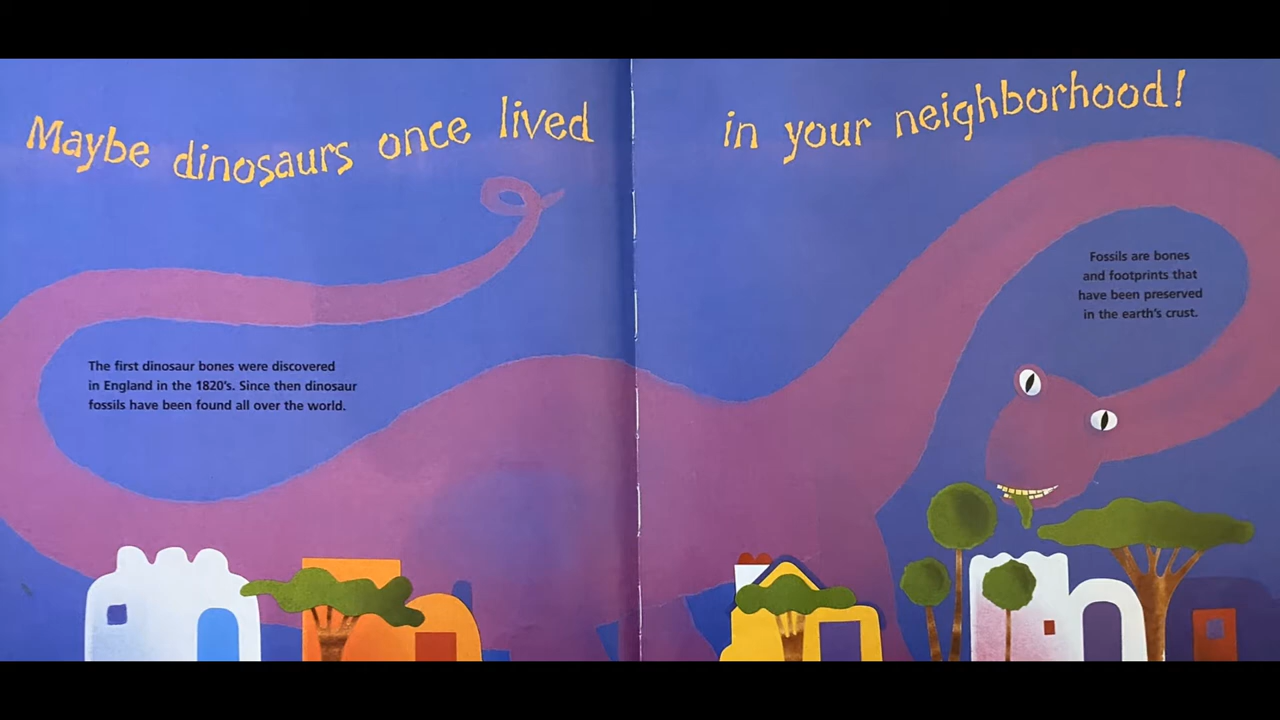 Maybe dinosaurs once lived
in your neighborhood!
The first dinosaur bones were discovered
in England in the 1820's. Since then dinosaur
fossils have been found all over the world.
Fossils are bones
and footprints that
have been preserved
in the earth's crust.